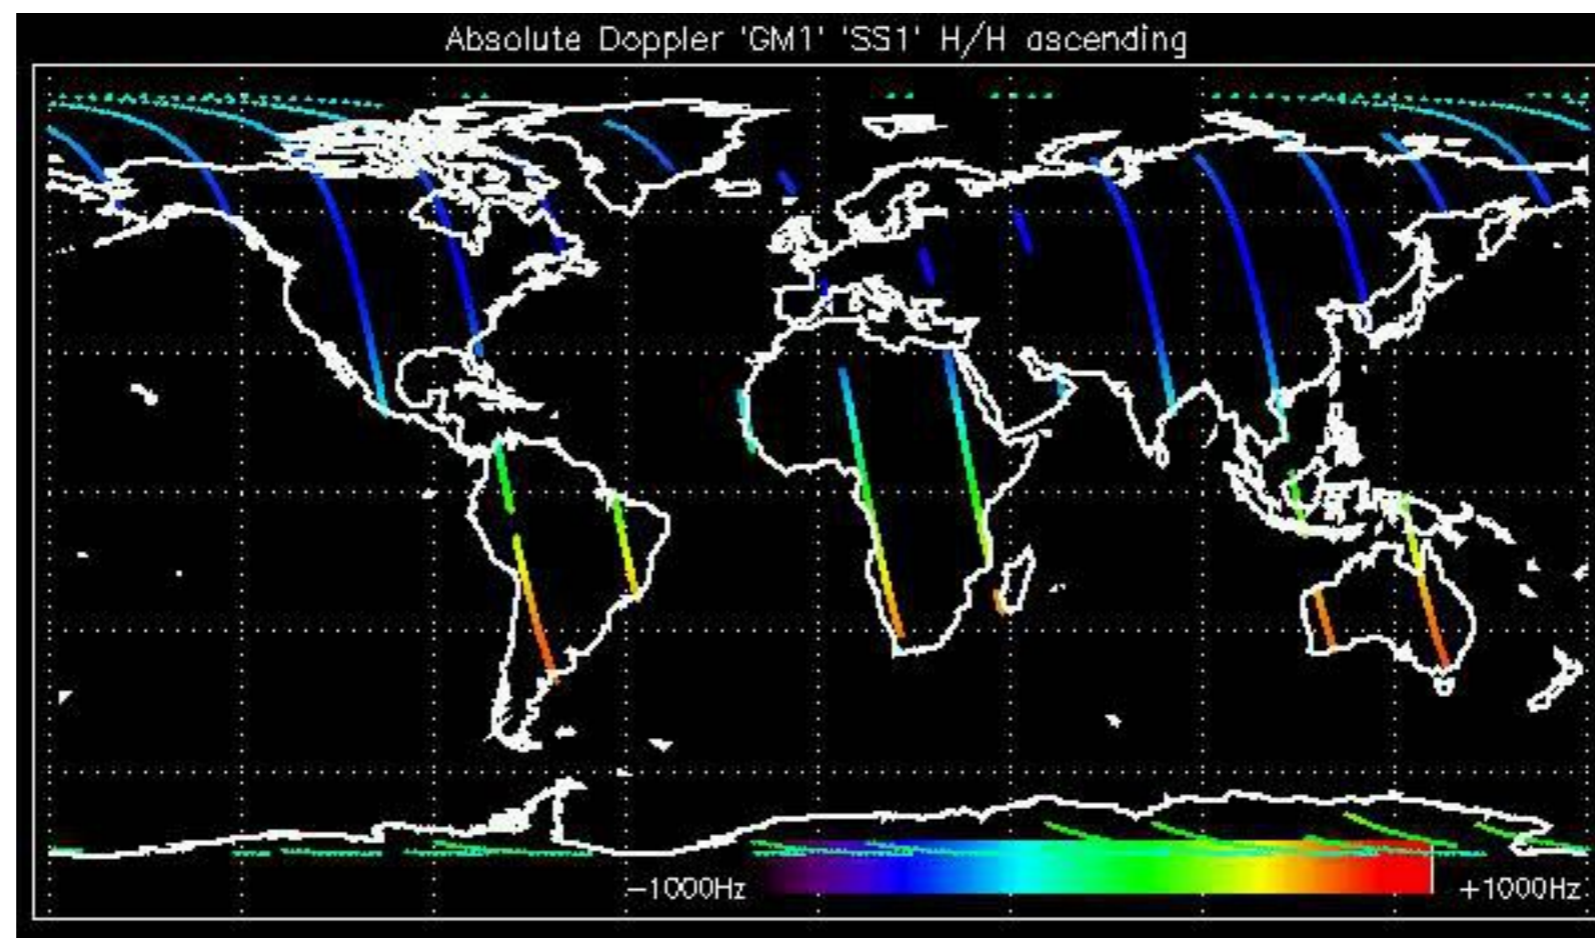 Absolute Doppler 'GM1' 'SS1' H/H ascending
−1000Hz
+1000Hz